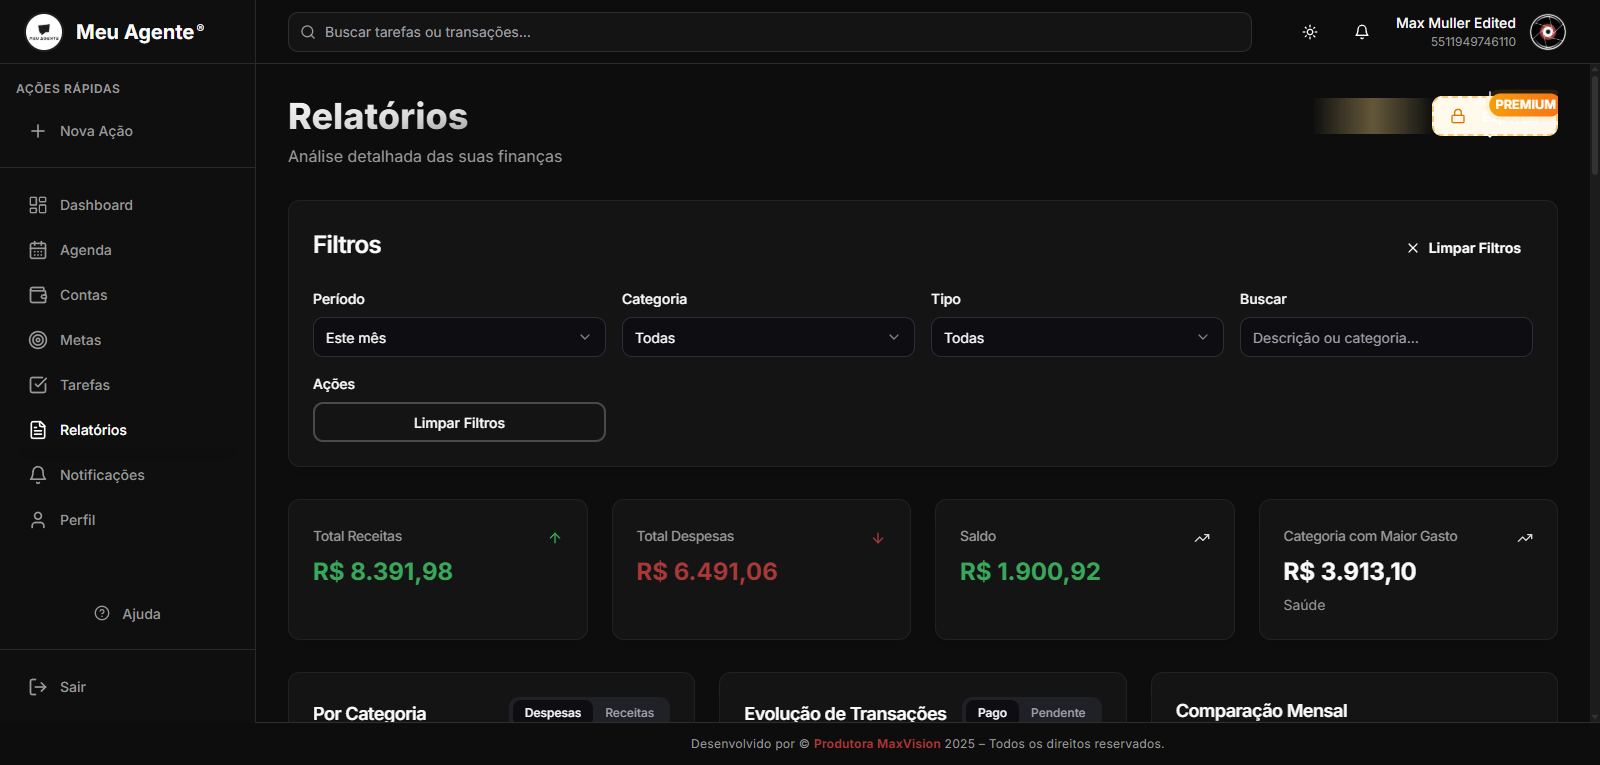 Meu Agente®
Buscar tarefas ou transações...
Max Muller Edited
5511949746110
AÇÕES RÁPIDAS
Nova Ação
Dashboard
Agenda
Contas
Metas
Tarefas
Relatórios
Notificações
Perfil
Ajuda
Sair
Relatórios
Análise detalhada das suas finanças
PREMIUM
Filtros
Limpar Filtros
Período
Categoria
Tipo
Buscar
Este mês
Todas
Todas
Descrição ou categoria...
Ações
Limpar Filtros
Total Receitas
R$ 8.391,98
Total Despesas
R$ 6.491,06
Saldo
R$ 1.900,92
Categoria com Maior Gasto
R$ 3.913,10
Saúde
Por Categoria
Despesas
Receitas
Evolução de Transações
Pago
Pendente
Comparação Mensal
Desenvolvido por © Produtora MaxVision 2025 – Todos os direitos reservados.